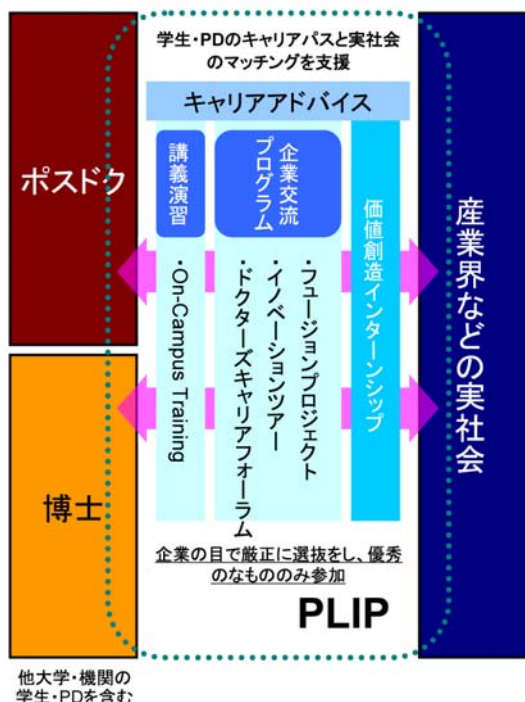 学生・PDのキャリアパスと実社会
のマッチングを支援
キャリアアドバイス
ポスドク
博士
講義演習
・On-Campus Training
企業交流
プログラム
・フュージョンプロジェクト
・イノベーションツアー
・ドクターズキャリアフォーラム
価値創造インターンシップ
産業界などの実社会
企業の目で厳正に選抜をし、優秀
のなもののみ参加
PLIP
他大学・機関の
学生・PDを含む